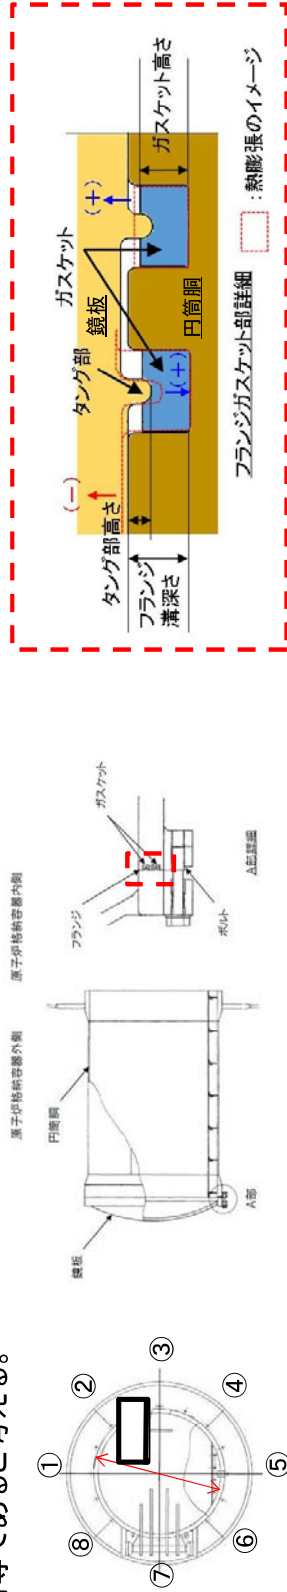 等であると考える。
①
②
③
④
⑤
⑥
⑦
⑧
原子炉格納容器外側
原子炉格納容器内側
円筒胴
鏡板
A部
フランジ
ガスケット
ボルト
A部詳細
(－)
タング部
ガスケット
鏡板
(＋)
ガスケット高さ
タング部高さ
フランジ
溝深さ
(＋)
円筒胴
フランジガスケット部詳細
：熱膨張のイメージ